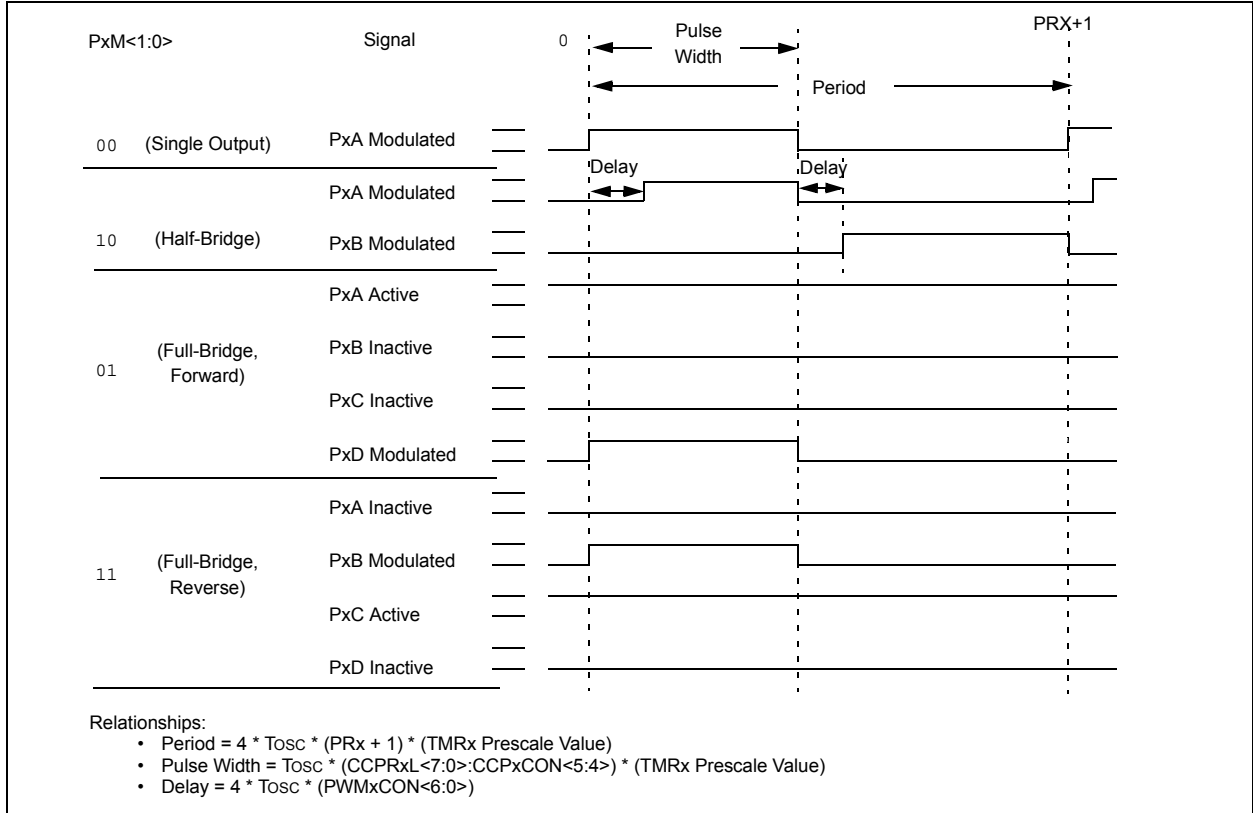 PxM<1:0> Signal 0 Pulse Width PRX+1
Period
00 (Single Output) PxA Modulated
Delay Delay
PxA Modulated
10 (Half-Bridge) PxB Modulated
PxA Active
PxB Inactive
01 (Full-Bridge, Forward)
PxC Inactive
PxD Modulated
PxA Inactive
PxB Modulated
11 (Full-Bridge, Reverse)
PxC Active
PxD Inactive
Relationships:
• Period = 4 * TOSC * (PRx + 1) * (TMRx Prescale Value)
• Pulse Width = TOSC * (CCPRxL<7:0>:CCPxCON<5:4>) * (TMRx Prescale Value)
• Delay = 4 * TOSC * (PWMxCON<6:0>)